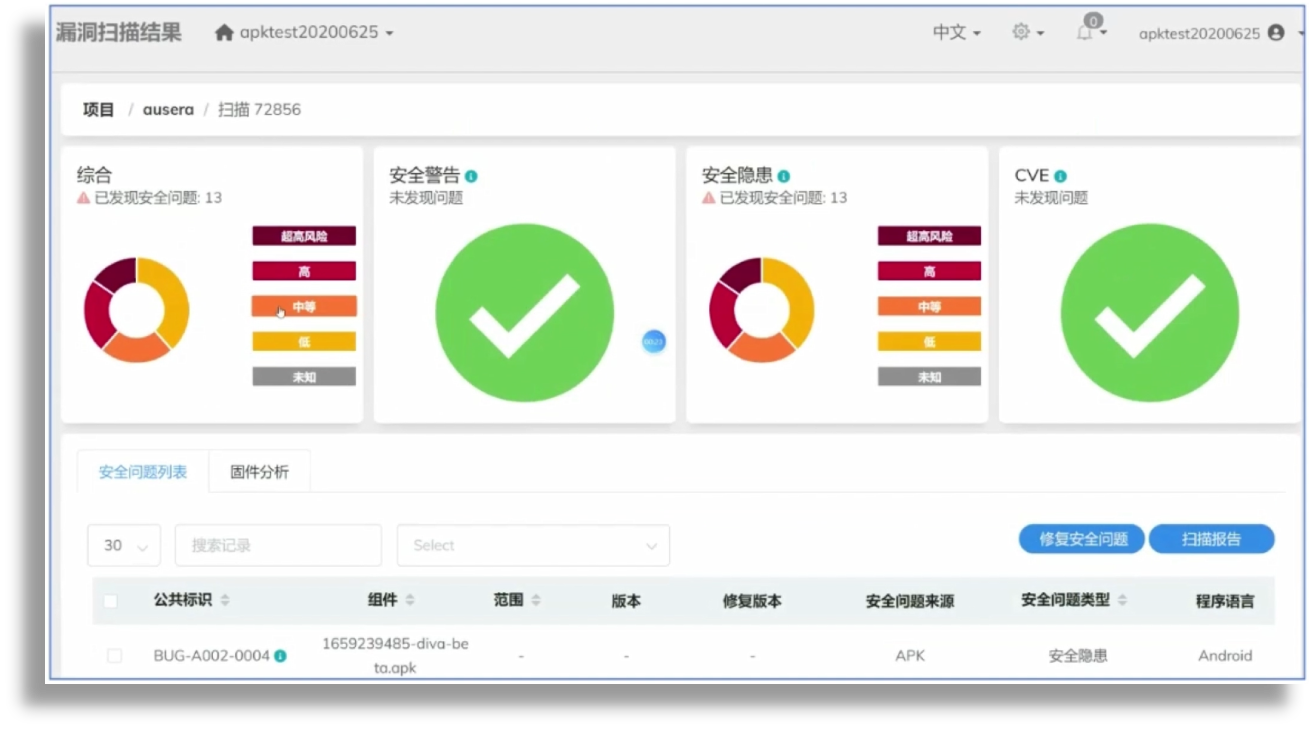 漏洞扫描结果 apktest20200625 中文 0 apktest20200625
项目 / ausera / 扫描 72856
综合
已发现安全问题: 13
超高风险
高
中等
低
未知
安全警告
未发现问题
安全隐患
已发现安全问题: 13
超高风险
高
中等
低
未知
CVE
未发现问题
安全问题列表 固件分析
30 搜索记录 Select 修复安全问题 扫描报告
公共标识 组件 范围 版本 修复版本 安全问题来源 安全问题类型 程序语言
BUG-A002-0004 1659239485-diva-be - - - APK 安全隐患 Android
ta.apk